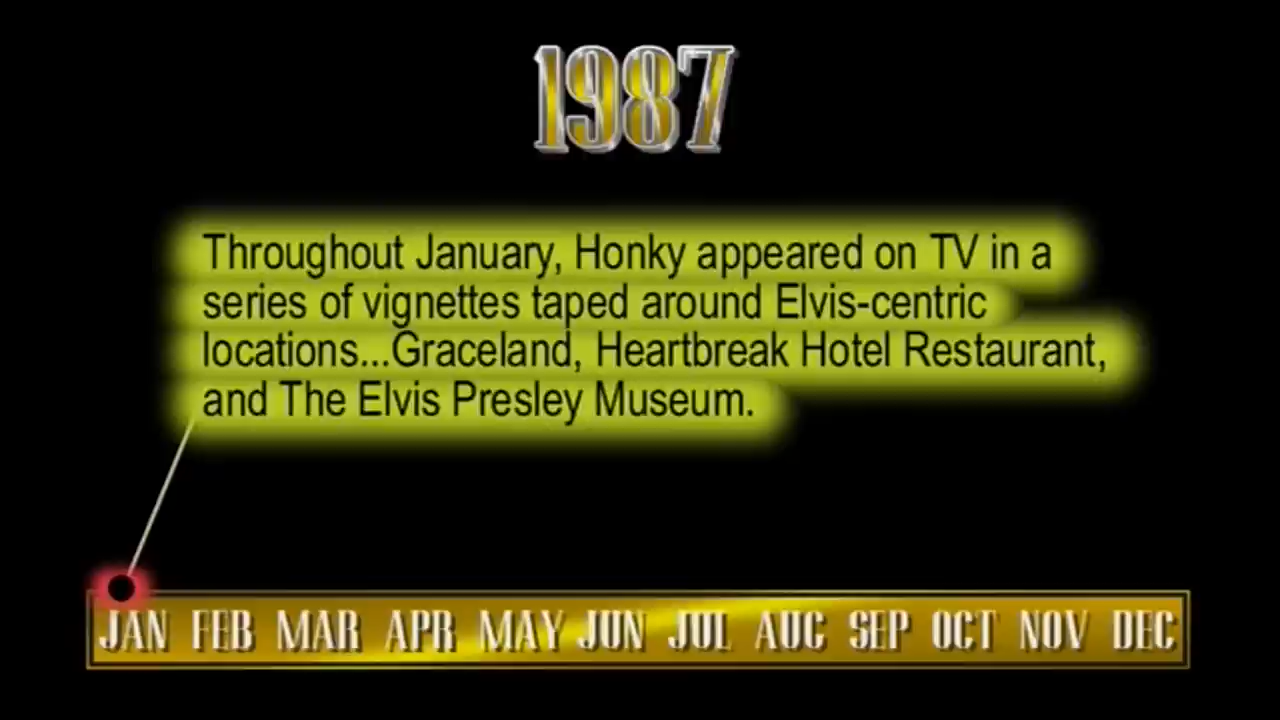 1987
Throughout January, Honky appeared on TV in a
series of vignettes taped around Elvis-centric
locations...Graceland, Heartbreak Hotel Restaurant,
and The Elvis Presley Museum.
JAN FEB MAR APR MAY JUN JUL AUG SEP OCT NOV DEC